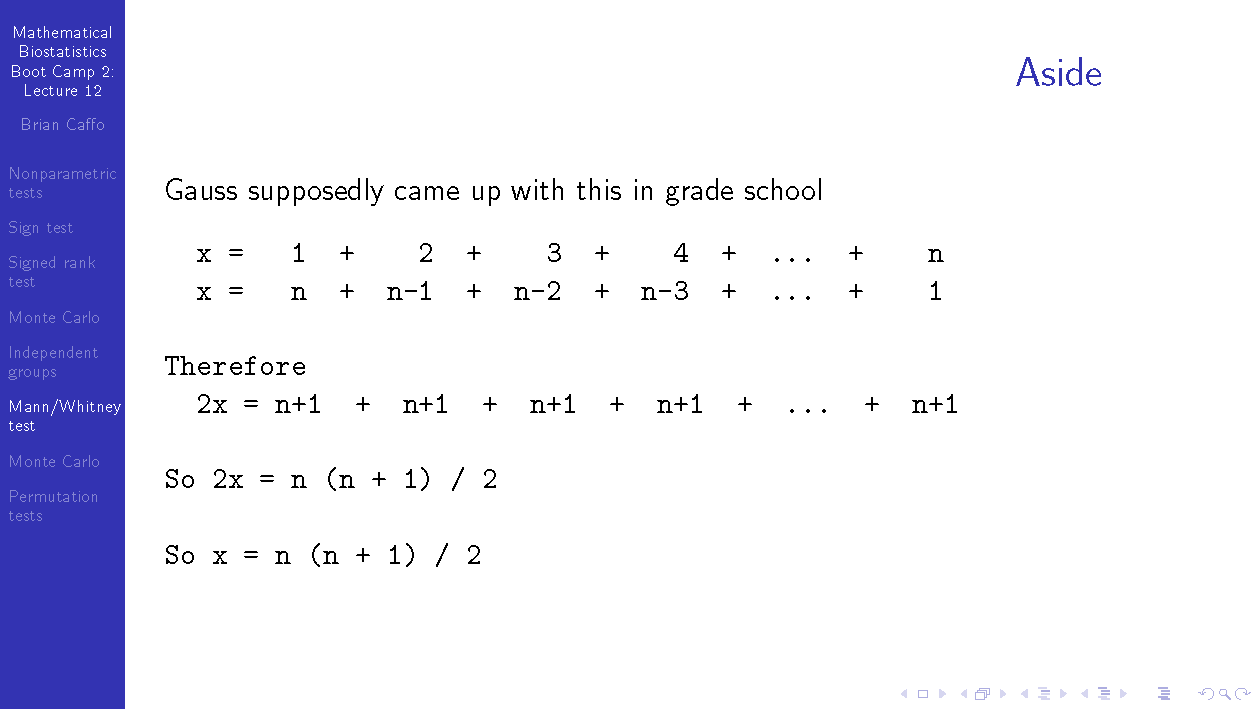 Mathematical
Biostatistics
Boot Camp 2:
Lecture 12
Brian Caffo
Nonparametric
tests
Sign test
Signed rank
test
Monte Carlo
Independent
groups
Mann/Whitney
test
Monte Carlo
Permutation
tests
Aside
Gauss supposedly came up with this in grade school
x = 1 + 2 + 3 + 4 + ... + n
x = n + n-1 + n-2 + n-3 + ... + 1
Therefore
2x = n+1 + n+1 + n+1 + n+1 + ... + n+1
So 2x = n (n + 1) / 2
So x = n (n + 1) / 2